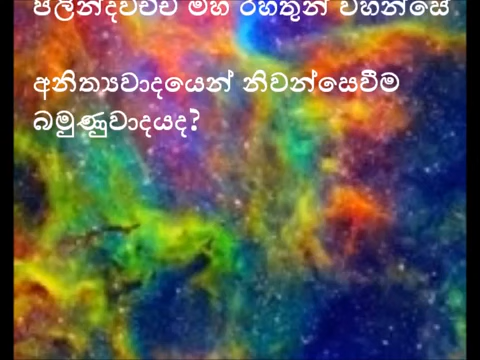 පිලින්දවච්ඡ මහ රහතුන් වහන්සේ
අනිත්‍යවාදයෙන් නිවන්සෙවීම
බමුණුවාදයද?